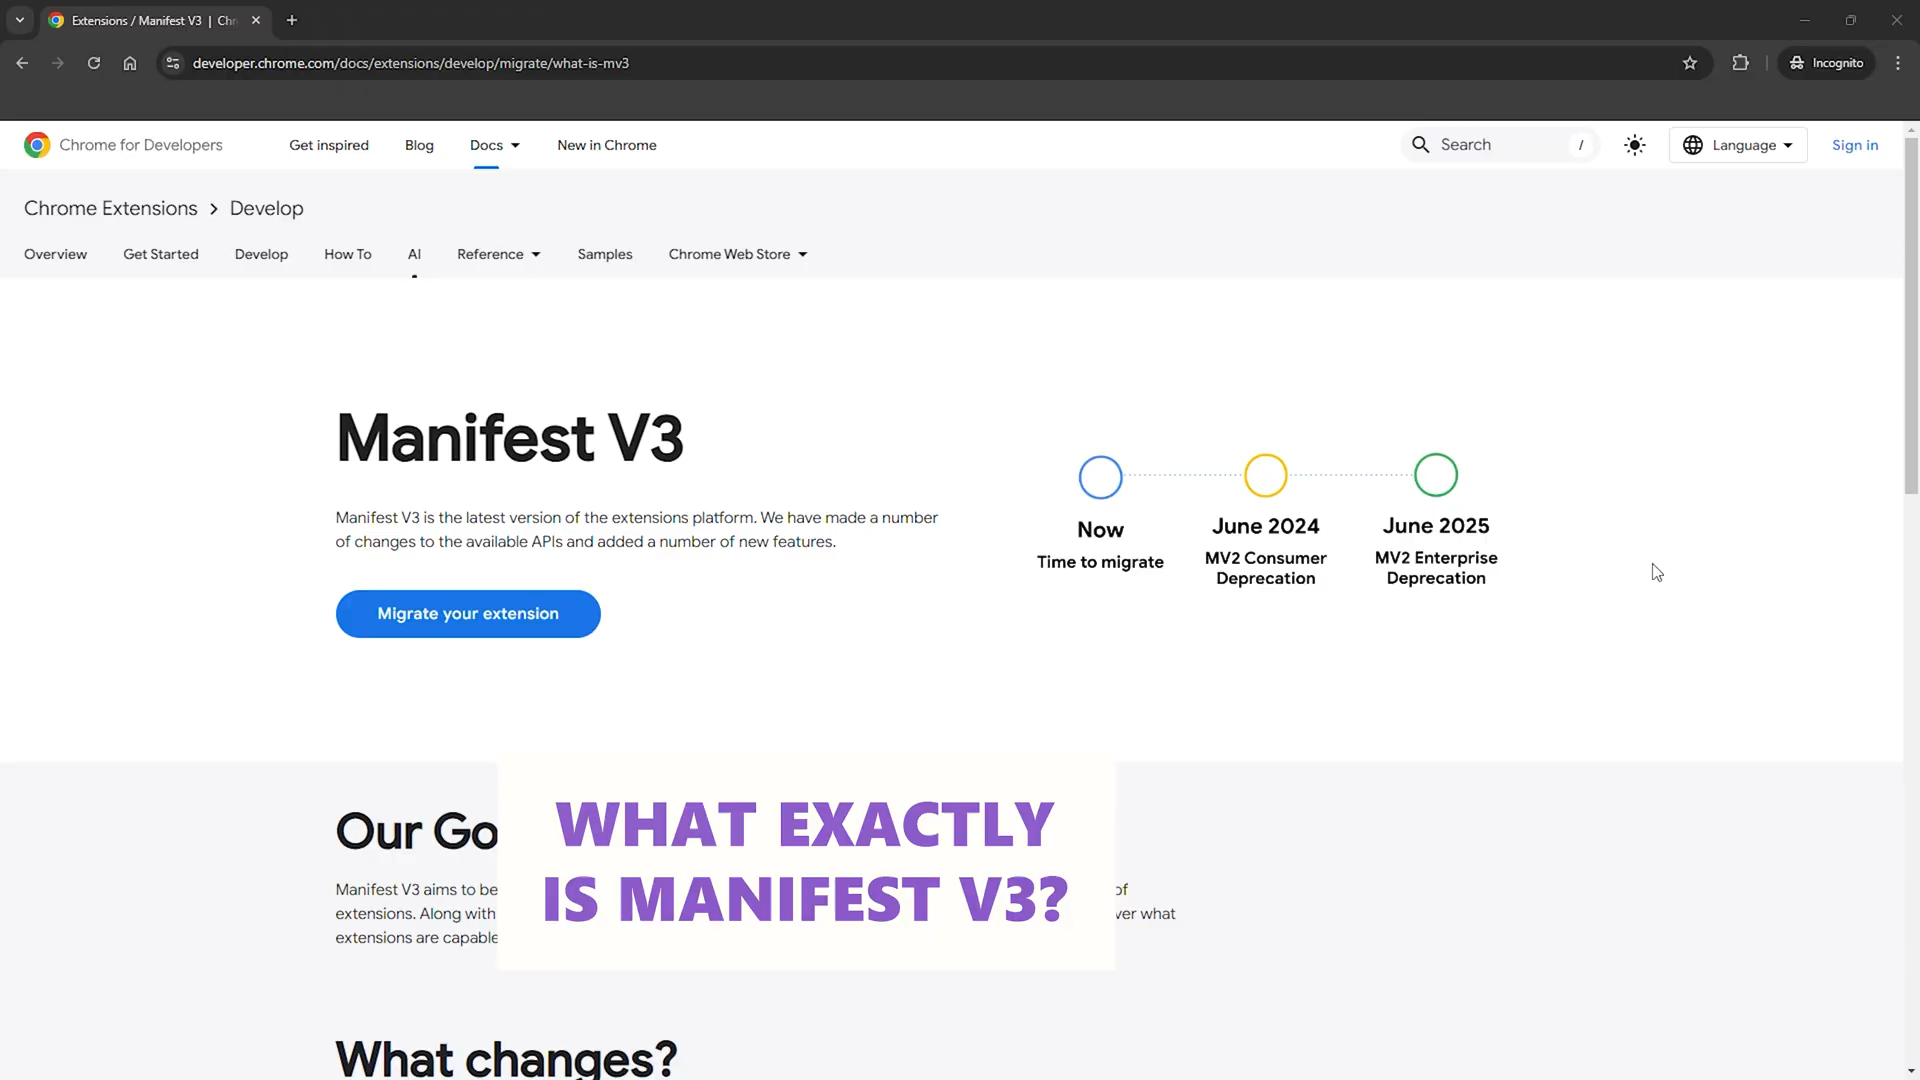 Extensions / Manifest V3 | Chr
developer.chrome.com/docs/extensions/develop/migrate/what-is-mv3
Incognito
Chrome for Developers
Get inspired
Blog
Docs
New in Chrome
Search
/
Language
Sign in
Chrome Extensions > Develop
Overview
Get Started
Develop
How To
AI
Reference
Samples
Chrome Web Store
Manifest V3
Manifest V3 is the latest version of the extensions platform. We have made a number
of changes to the available APIs and added a number of new features.
Migrate your extension
Now
Time to migrate
June 2024
MV2 Consumer
Deprecation
June 2025
MV2 Enterprise
Deprecation
Our Go
WHAT EXACTLY
IS MANIFEST V3?
Manifest V3 aims to be
of
extensions. Along with
ver what
extensions are capable
What changes?